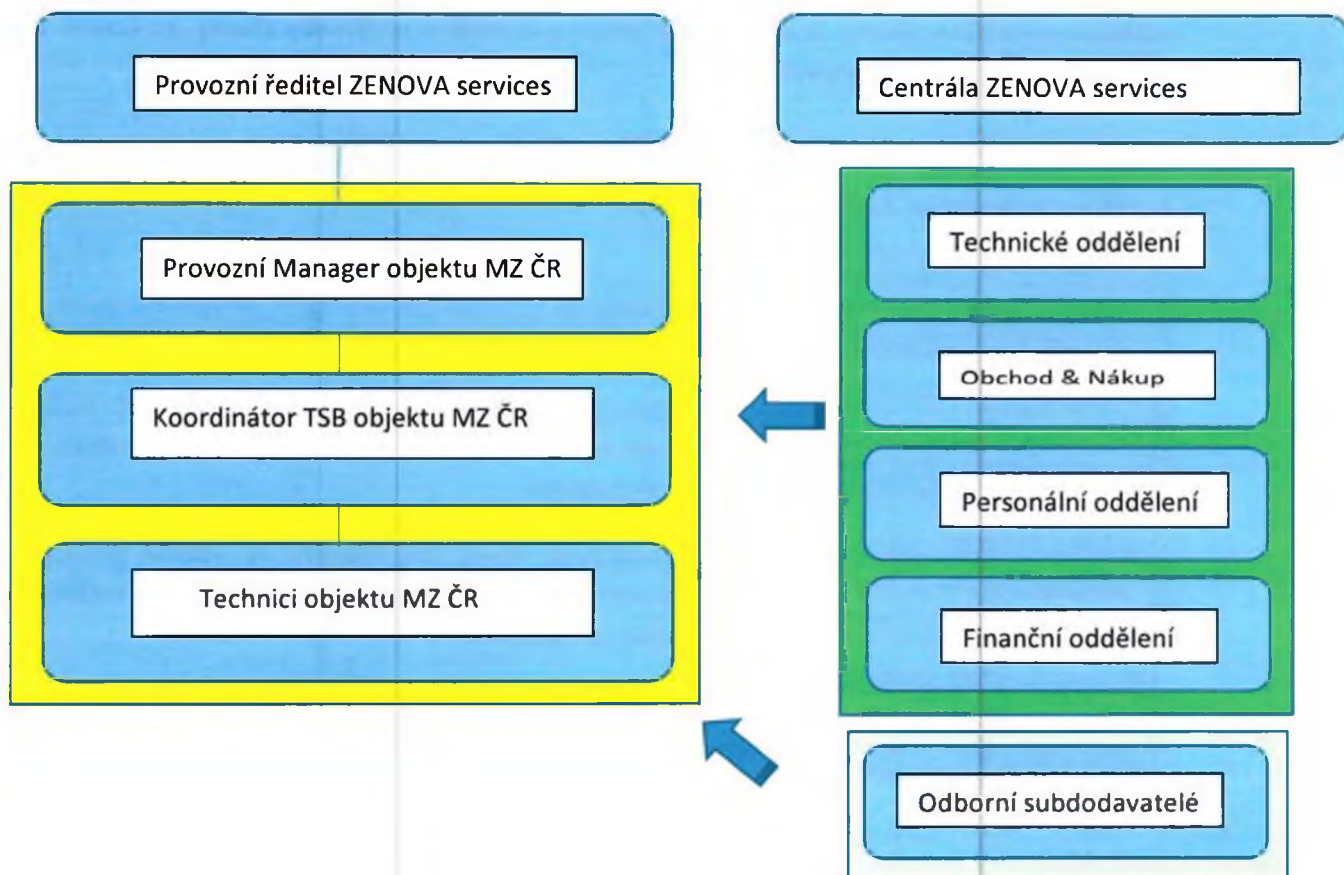 Provozní ředitel ZENOVA services
Centrála ZENOVA services
Provozní Manager objektu MZ ČR
Koordinátor TSB objektu MZ ČR
Technici objektu MZ ČR
Technické oddělení
Obchod & Nákup
Personální oddělení
Finanční oddělení
Odborní subdodavatelé